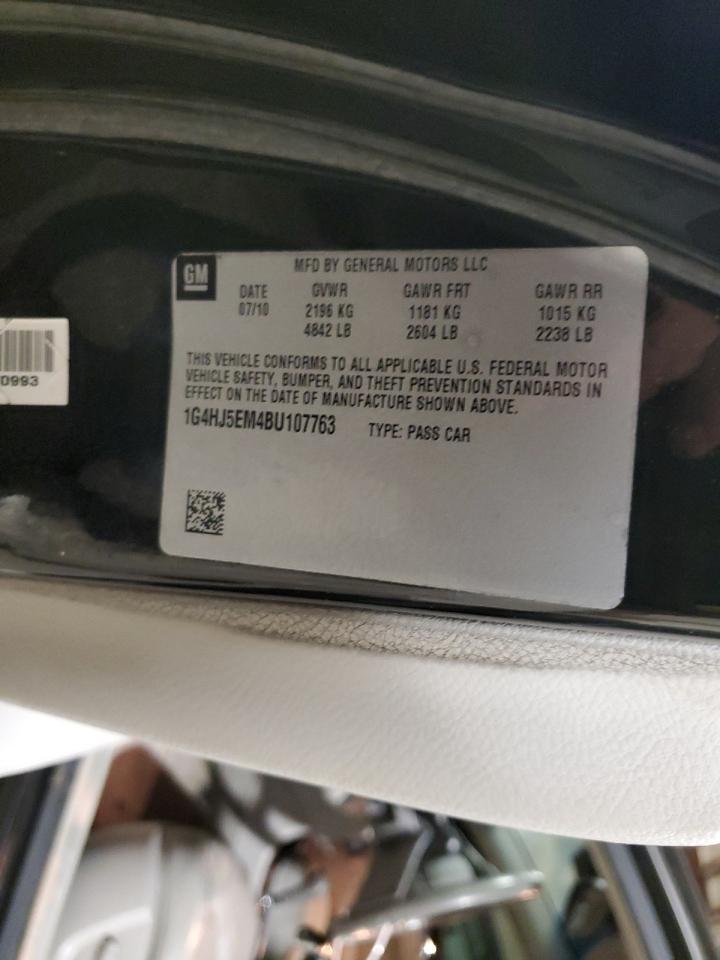 GM
MFD BY GENERAL MOTORS LLC
DATE GVWR GAWR FRT GAWR RR
07/10 2196 KG 1181 KG 1015 KG
4842 LB 2604 LB 2238 LB
THIS VEHICLE CONFORMS TO ALL APPLICABLE U.S. FEDERAL MOTOR
VEHICLE SAFETY, BUMPER, AND THEFT PREVENTION STANDARDS IN
EFFECT ON THE DATE OF MANUFACTURE SHOWN ABOVE.
1G4HJ5EM4BU107763 TYPE: PASS CAR
0993